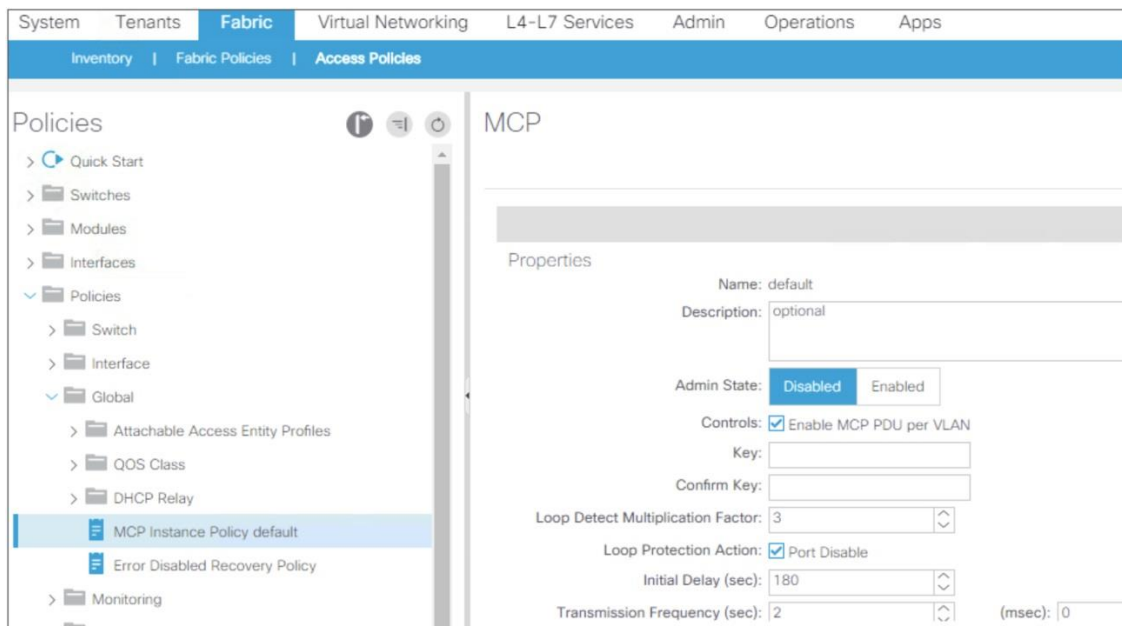 System Tenants Fabric Virtual Networking L4-L7 Services Admin Operations Apps
Inventory | Fabric Policies | Access Policies
Policies
Quick Start
Switches
Modules
Interfaces
Policies
Switch
Interface
Global
Attachable Access Entity Profiles
QOS Class
DHCP Relay
MCP Instance Policy default
Error Disabled Recovery Policy
Monitoring
MCP
Properties
Name: default
Description: optional
Admin State: Disabled Enabled
Controls: Enable MCP PDU per VLAN
Key:
Confirm Key:
Loop Detect Multiplication Factor: 3
Loop Protection Action: Port Disable
Initial Delay (sec): 180
Transmission Frequency (sec): 2 (msec): 0